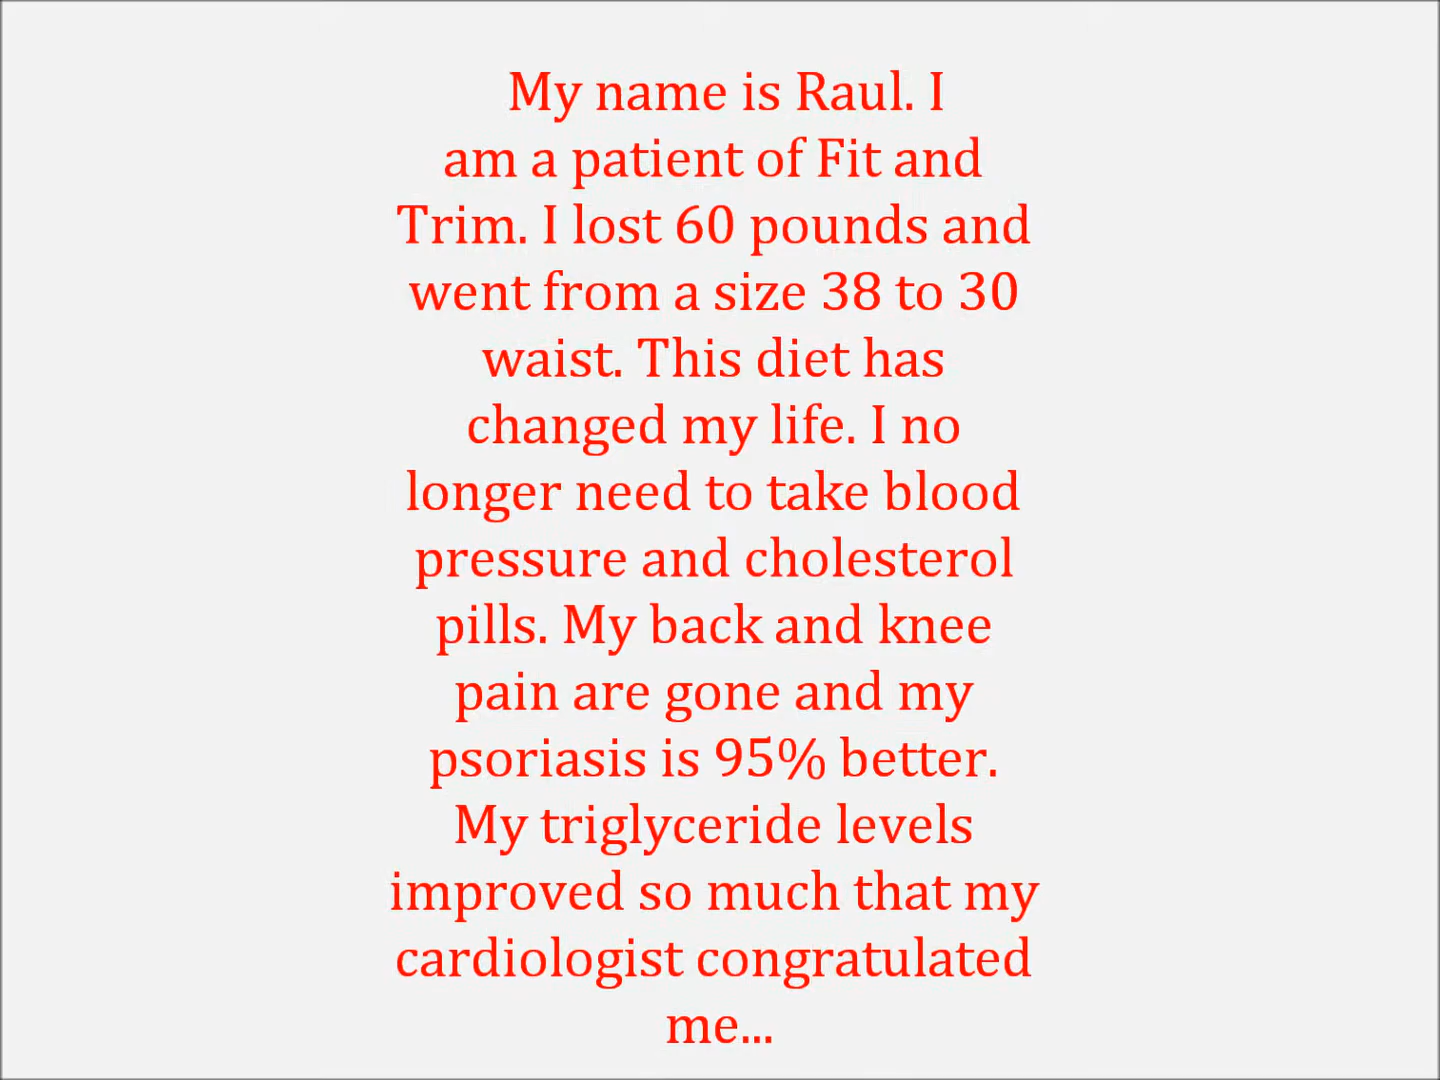 My name is Raul. I
am a patient of Fit and
Trim. I lost 60 pounds and
went from a size 38 to 30
waist. This diet has
changed my life. I no
longer need to take blood
pressure and cholesterol
pills. My back and knee
pain are gone and my
psoriasis is 95% better.
My triglyceride levels
improved so much that my
cardiologist congratulated
me...